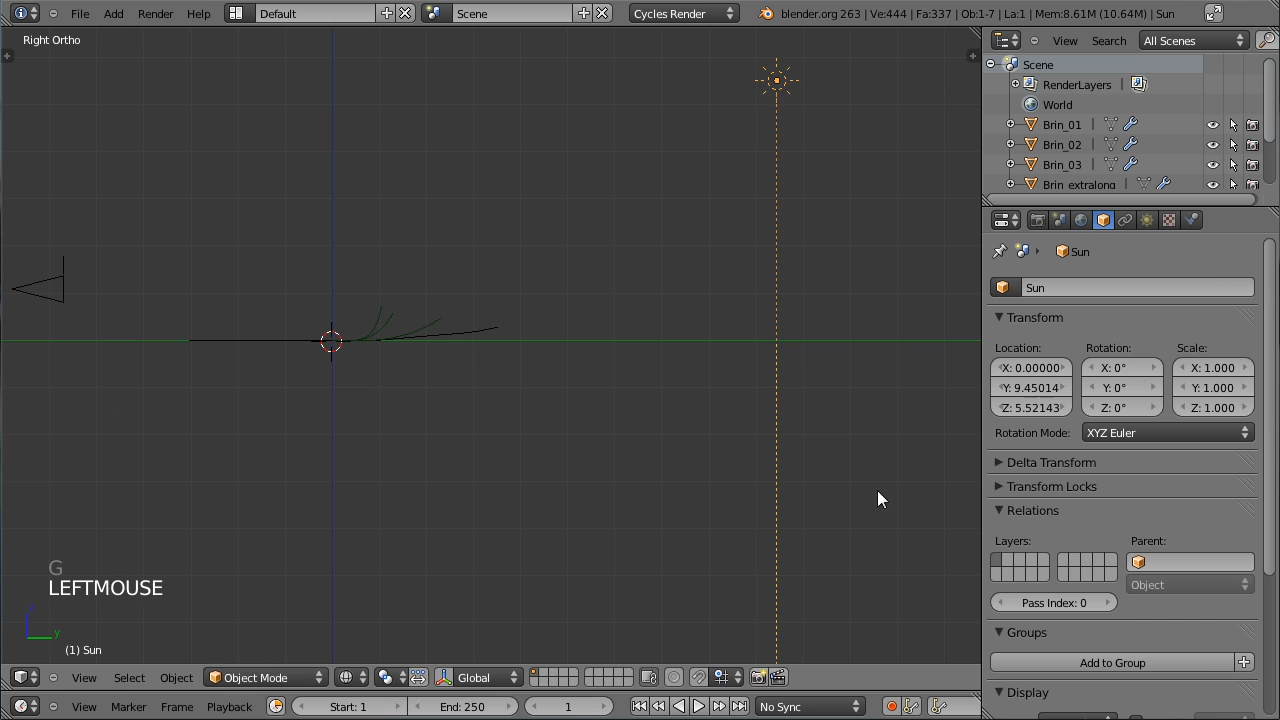 File Add Render Help Default Scene Cycles Render blender.org 263 | Ve:444 | Fa:337 | Ob:1-7 | La:1 | Mem:8.61M (10.64M) | Sun
Right Ortho
View Search All Scenes
Scene
RenderLayers |
World
Brin_01 |
Brin_02 |
Brin_03 |
Brin_extralong |
Sun
Sun
Transform
Location: Rotation: Scale:
X: 0.00000 X: 0° X: 1.000
Y: 9.45014 Y: 0° Y: 1.000
Z: 5.52143 Z: 0° Z: 1.000
Rotation Mode: XYZ Euler
Delta Transform
Transform Locks
Relations
Layers: Parent:
Object
Pass Index: 0
Groups
Add to Group
Display
G
LEFTMOUSE
z
y
(1) Sun
View Select Object Object Mode Global
View Marker Frame Playback Start: 1 End: 250 1 No Sync